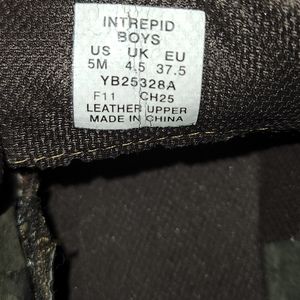 INTREPID
BOYS
US UK EU
5M 4.5 37.5
YB25328A
F11 CH25
LEATHER UPPER
MADE IN CHINA